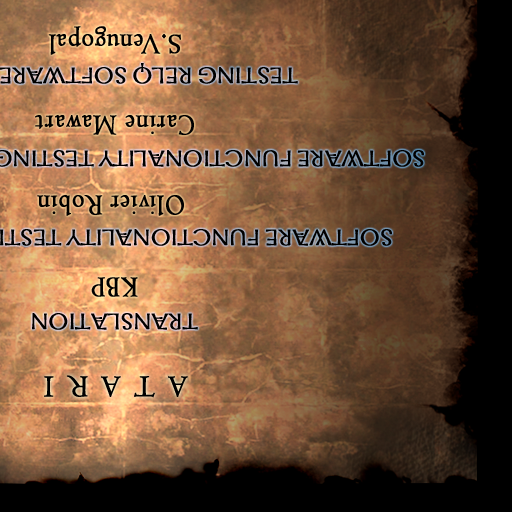 ATARI
TRANSLATION
KBP
SOFTWARE FUNCTIONALITY TESTI
Olivier Robin
SOFTWARE FUNCTIONALITY TESTING
Carine Mawart
TESTING RELQ SOFTWARE
S.Venugopal